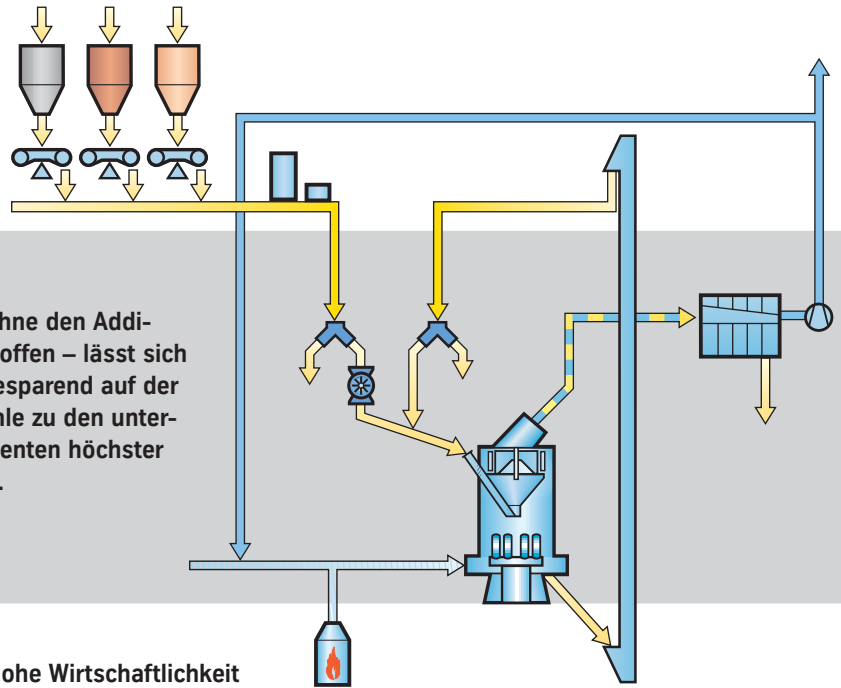 hne den Addi-
offen – lässt sich
esparend auf der
hle zu den unter-
enten höchster
.
ohe Wirtschaftlichkeit